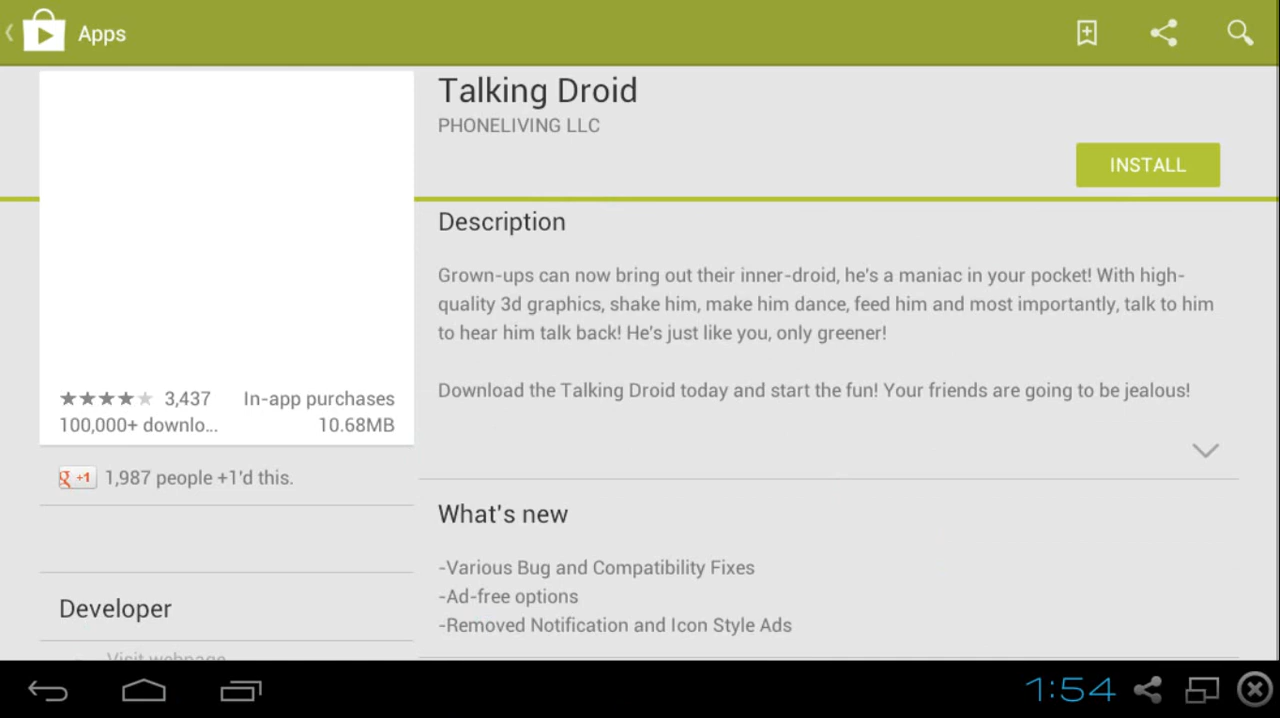 Apps
Talking Droid
PHONELIVING LLC
INSTALL
Description
Grown-ups can now bring out their inner-droid, he's a maniac in your pocket! With high-
quality 3d graphics, shake him, make him dance, feed him and most importantly, talk to him
to hear him talk back! He's just like you, only greener!
Download the Talking Droid today and start the fun! Your friends are going to be jealous!
3,437 In-app purchases
100,000+ downlo... 10.68MB
g +1 1,987 people +1'd this.
What's new
-Various Bug and Compatibility Fixes
-Ad-free options
-Removed Notification and Icon Style Ads
Developer
Visit webpage
1:54